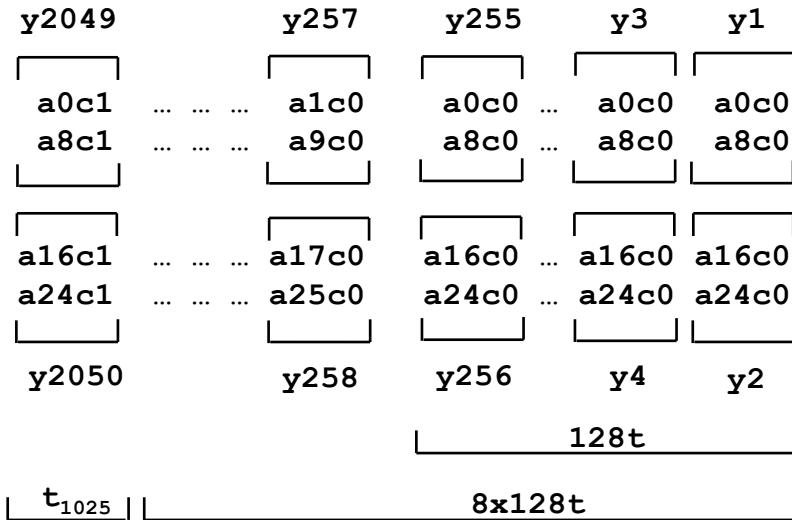 y2049 y257 y255 y3 y1
a0c1 … … … a1c0 a0c0 … a0c0 a0c0
a8c1 … … … a9c0 a8c0 … a8c0 a8c0
a16c1 … … … a17c0 a16c0 … a16c0 a16c0
a24c1 … … … a25c0 a24c0 … a24c0 a24c0
y2050 y258 y256 y4 y2
128t
t₁₀₂₅ 8x128t